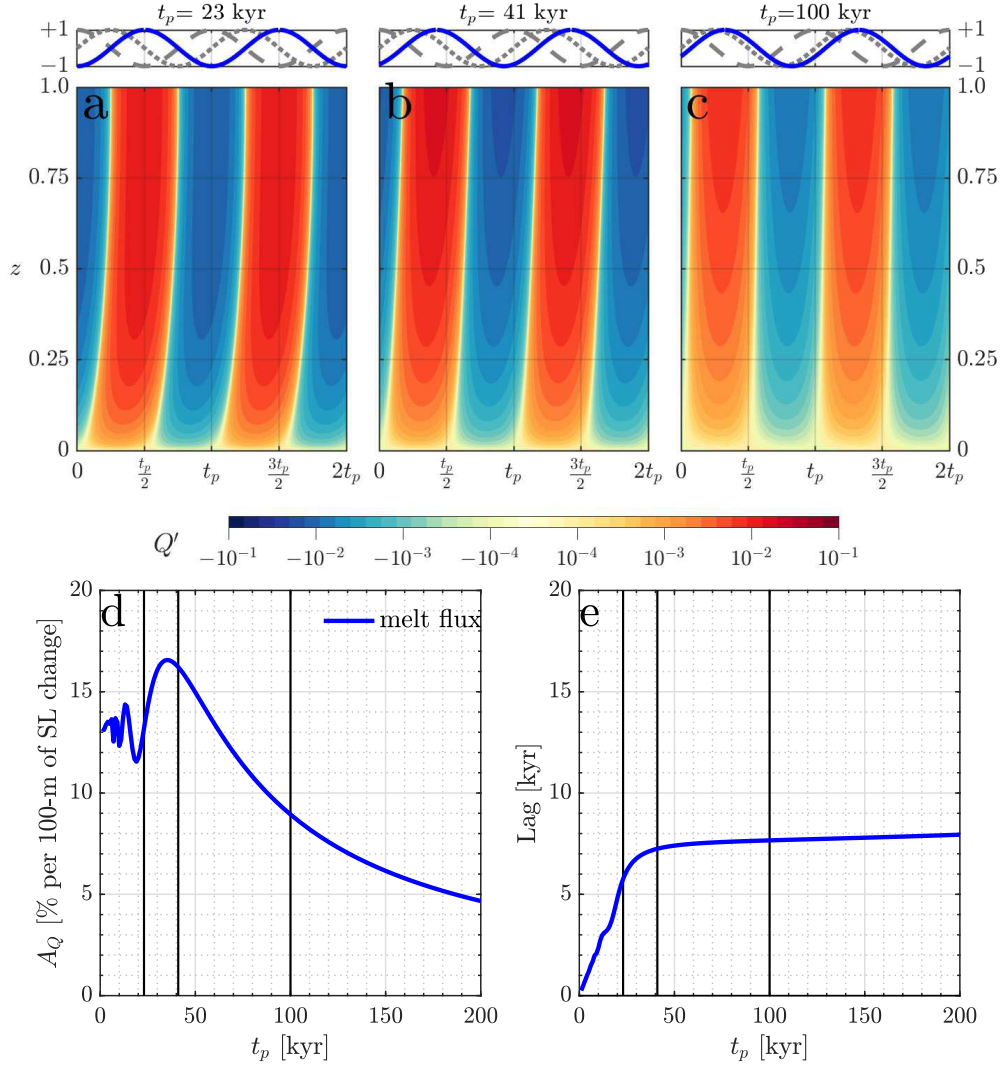 t_p= 23 kyr
t_p= 41 kyr
t_p=100 kyr
+1 +1
−1 −1
a b c
1.0 1.0
0.75 0.75
z 0.5 0.5
0.25 0.25
0 0
0 t_p/2 t_p 3t_p/2 2t_p
0 t_p/2 t_p 3t_p/2 2t_p
0 t_p/2 t_p 3t_p/2 2t_p
Q′ −10^−1 −10^−2 −10^−3 −10^−4 10^−4 10^−3 10^−2 10^−1
d
melt flux
A_Q [% per 100-m of SL change]
20
15
10
5
0
0 50 100 150 200
t_p [kyr]
e
Lag [kyr]
20
15
10
5
0
0 50 100 150 200
t_p [kyr]